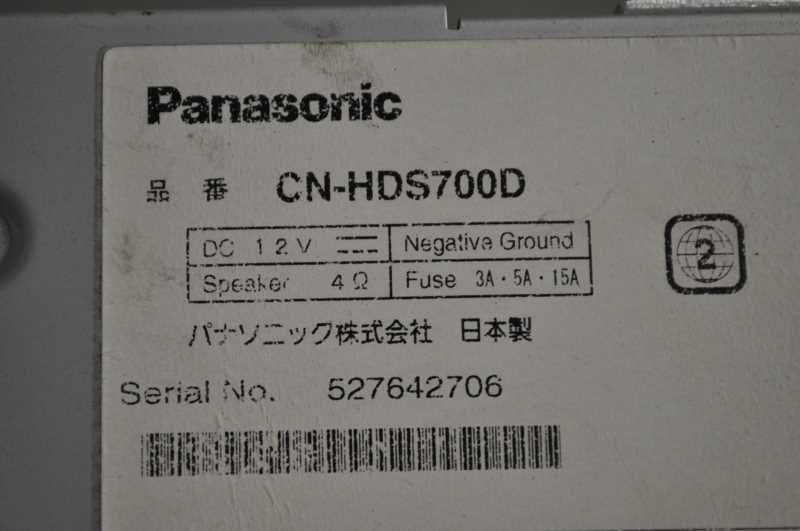 Panasonic
品番 CN-HDS700D
DC 12V Negative Ground
Speaker 4Ω Fuse 3A・5A・15A
2
パナソニック株式会社 日本製
Serial No. 527642706